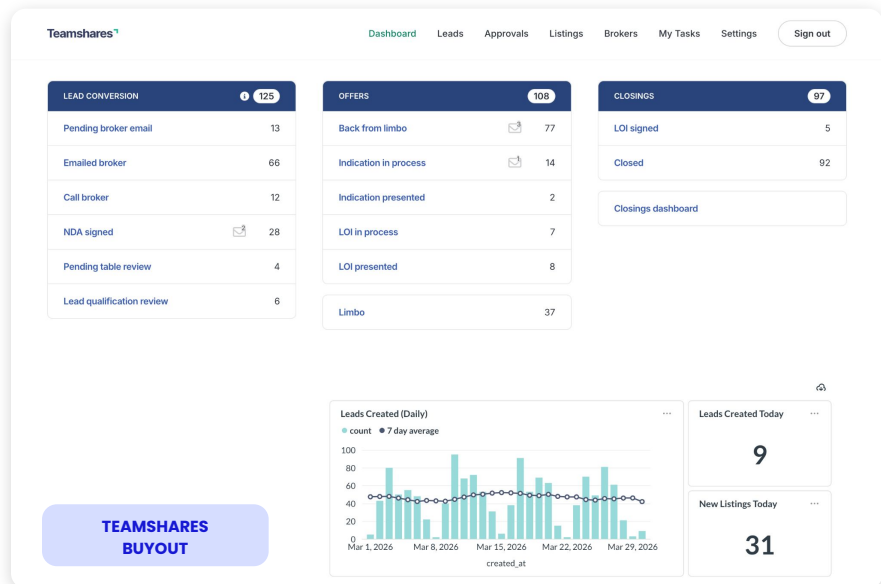 Teamshares
Dashboard Leads Approvals Listings Brokers My Tasks Settings Sign out
LEAD CONVERSION 125
Pending broker email 13
Emailed broker 66
Call broker 12
NDA signed 2 28
Pending table review 4
Lead qualification review 6
OFFERS 108
Back from limbo 3 77
Indication in process 1 14
Indication presented 2
LOI in process 7
LOI presented 8
Limbo 37
CLOSINGS 97
LOI signed 5
Closed 92
Closings dashboard
Leads Created (Daily) ...
count 7 day average
100
80
60
40
20
0
Mar 1, 2026 Mar 8, 2026 Mar 15, 2026 Mar 22, 2026 Mar 29, 2026
created_at
Leads Created Today ...
9
New Listings Today ...
31
TEAMSHARES
BUYOUT